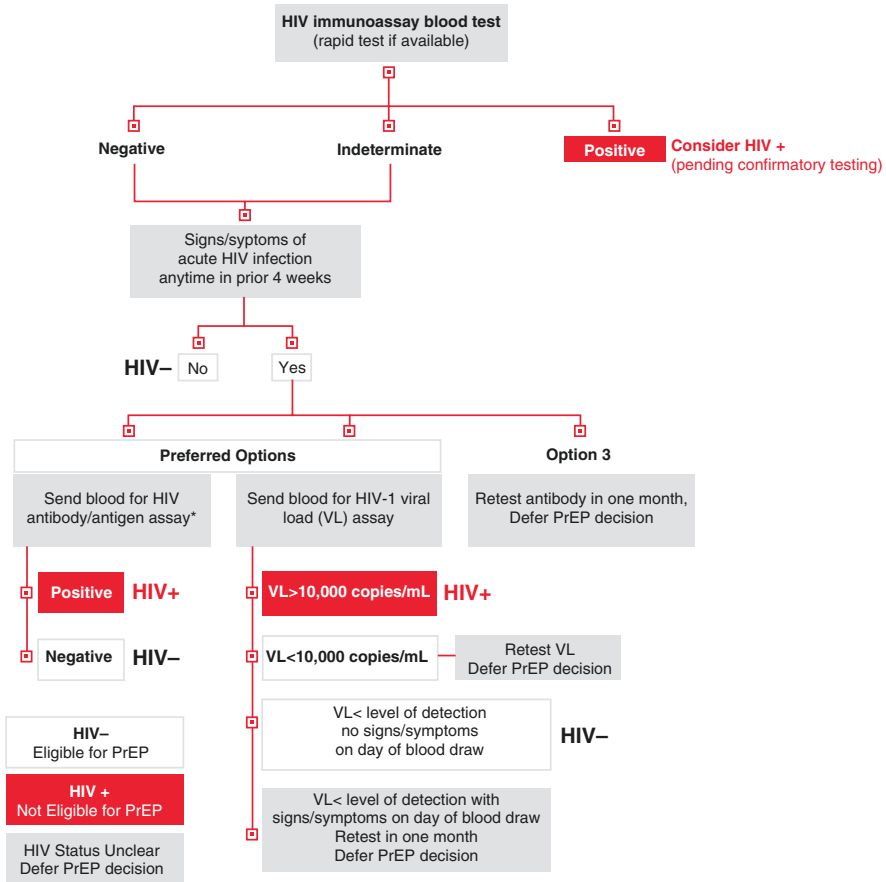 HIV immunoassay blood test
(rapid test if available)
Negative
Indeterminate
Positive
Consider HIV +
(pending confirmatory testing)
Signs/syptoms of
acute HIV infection
anytime in prior 4 weeks
HIV–
No
Yes
Preferred Options
Option 3
Send blood for HIV
antibody/antigen assay*
Send blood for HIV-1 viral
load (VL) assay
Retest antibody in one month,
Defer PrEP decision
Positive
HIV+
VL>10,000 copies/mL
HIV+
Negative
HIV–
VL<10,000 copies/mL
Retest VL
Defer PrEP decision
VL< level of detection
no signs/symptoms
on day of blood draw
HIV–
VL< level of detection with
signs/symptoms on day of blood draw
Retest in one month
Defer PrEP decision
HIV–
Eligible for PrEP
HIV +
Not Eligible for PrEP
HIV Status Unclear
Defer PrEP decision